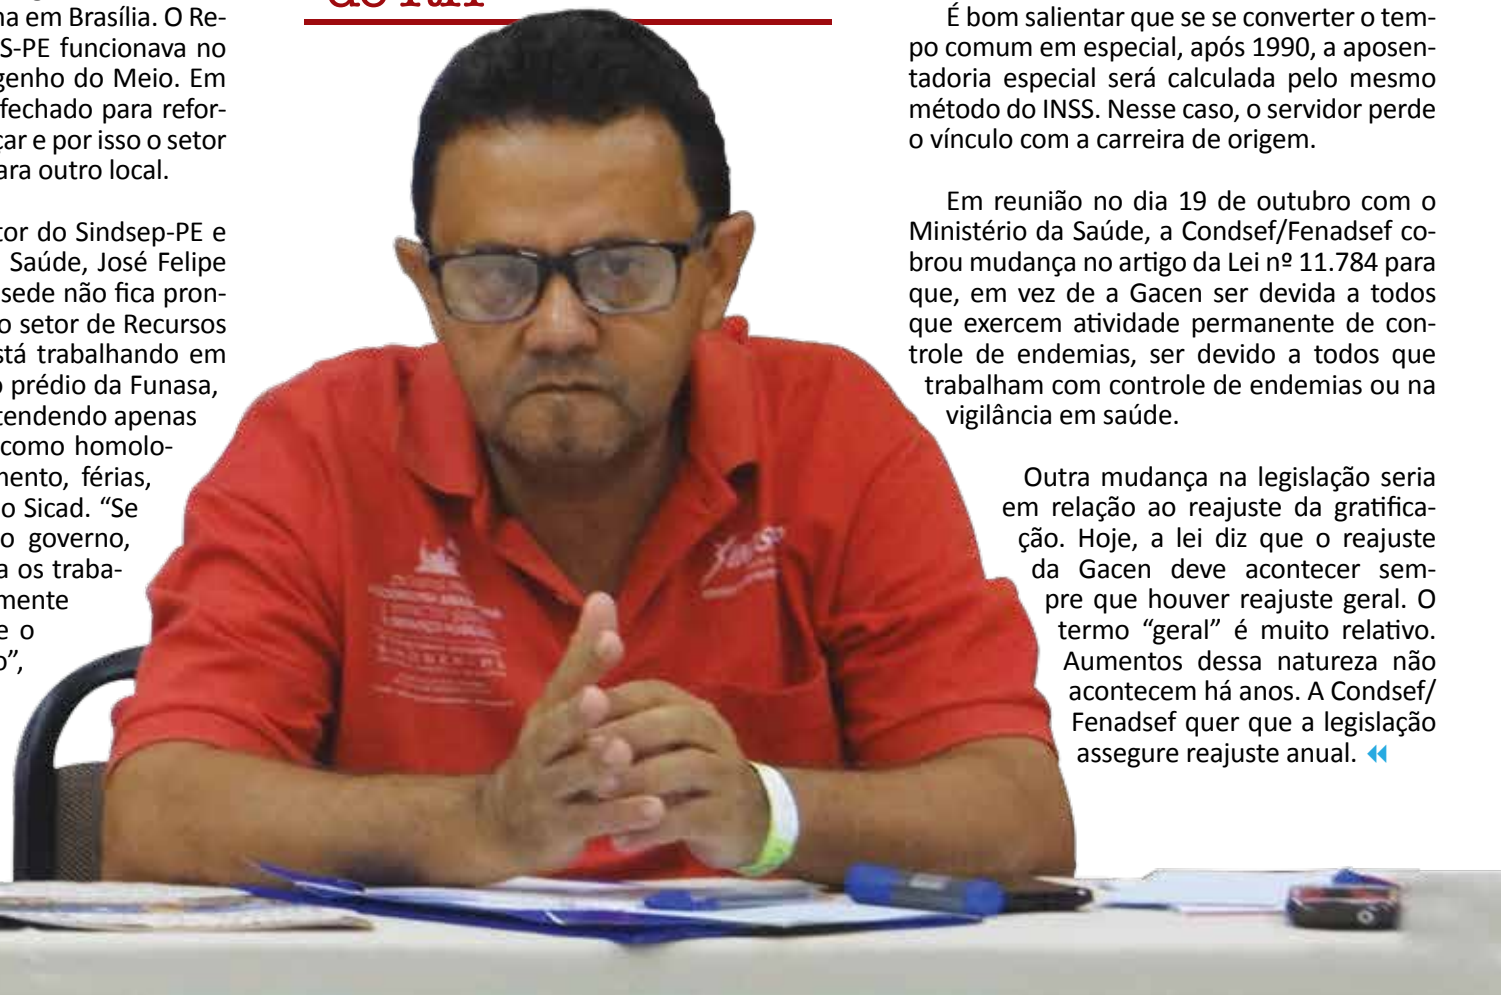 na em Brasília. O Re-
S-PE funcionava no
genho do Meio. Em
fechado para refor-
çar e por isso o setor
ara outro local.
tor do Sindsep-PE e
Saúde, José Felipe
sede não fica pron-
o setor de Recursos
stá trabalhando em
o prédio da Funasa,
tendendo apenas
como homolo-
mento, férias,
o Sicad. “Se
o governo,
a os traba-
mente
e o
o”,
de RH
É bom salientar que se se converter o tem-
po comum em especial, após 1990, a aposen-
tadoria especial será calculada pelo mesmo
método do INSS. Nesse caso, o servidor perde
o vínculo com a carreira de origem.
Em reunião no dia 19 de outubro com o
Ministério da Saúde, a Condsef/Fenadsef co-
brou mudança no artigo da Lei nº 11.784 para
que, em vez de a Gacen ser devida a todos
que exercem atividade permanente de con-
trole de endemias, ser devido a todos que
trabalham com controle de endemias ou na
vigilância em saúde.
Outra mudança na legislação seria
em relação ao reajuste da gratifica-
ção. Hoje, a lei diz que o reajuste
da Gacen deve acontecer sem-
pre que houver reajuste geral. O
termo “geral” é muito relativo.
Aumentos dessa natureza não
acontecem há anos. A Condsef/
Fenadsef quer que a legislação
assegure reajuste anual.